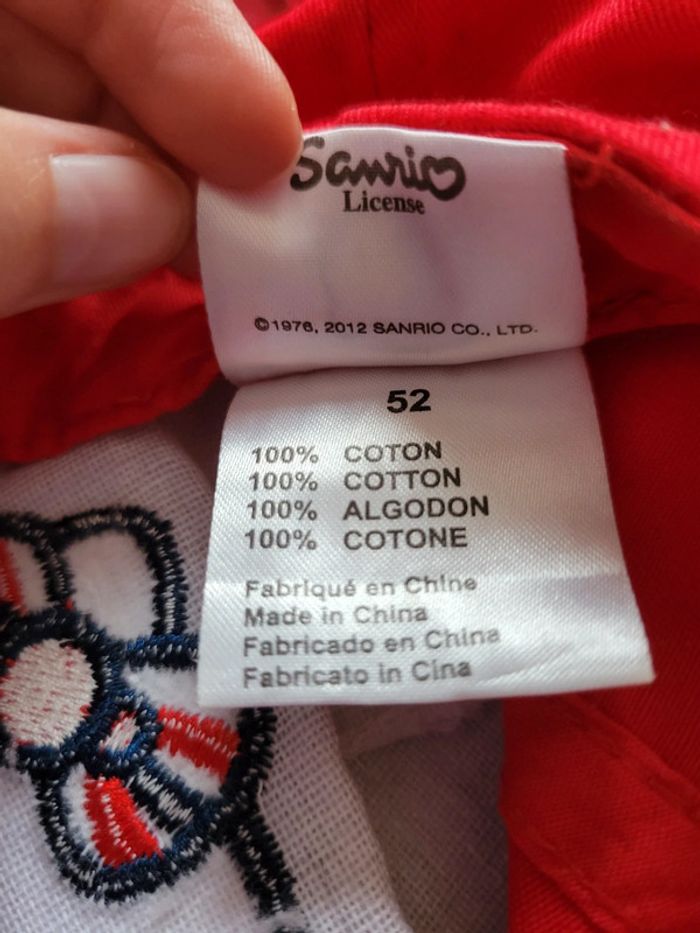 Sanrio
License
©1976, 2012 SANRIO CO., LTD.
52
100% COTON
100% COTTON
100% ALGODON
100% COTONE
Fabriqué en Chine
Made in China
Fabricado en China
Fabricato in Cina